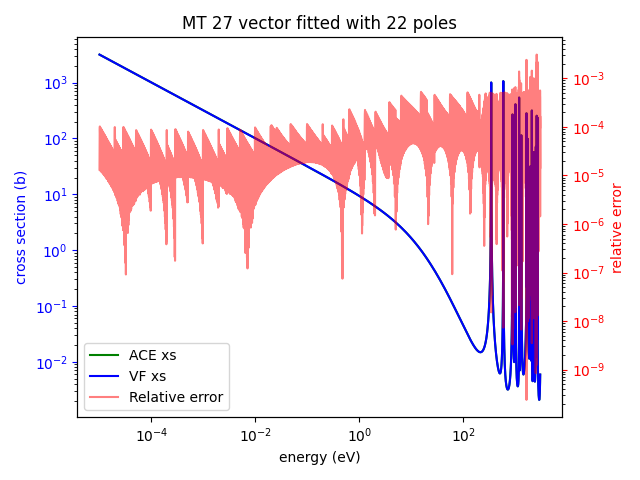 MT 27 vector fitted with 22 poles
cross section (b)
10³
10²
10¹
10⁰
10⁻¹
10⁻²
10⁻³
10⁻⁴
10⁻⁵
10⁻⁶
10⁻⁷
10⁻⁸
10⁻⁹
relative error
ACE xs
VF xs
Relative error
10⁻⁴ 10⁻² 10⁰ 10²
energy (eV)